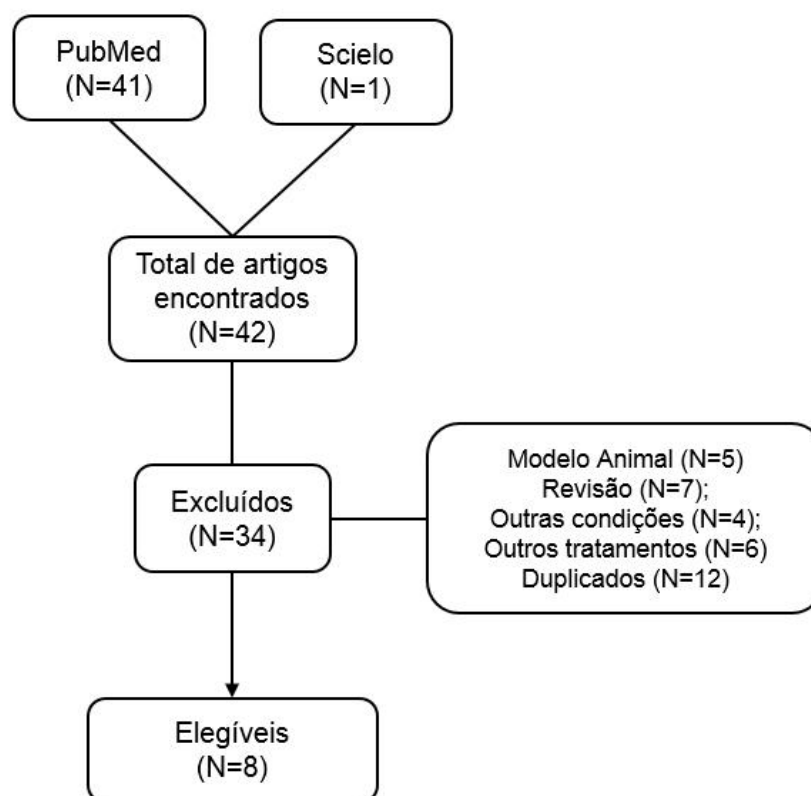 PubMed
(N=41)
Scielo
(N=1)
Total de artigos
encontrados
(N=42)
Excluídos
(N=34)
Modelo Animal (N=5)
Revisão (N=7);
Outras condições (N=4);
Outros tratamentos (N=6)
Duplicados (N=12)
Elegíveis
(N=8)